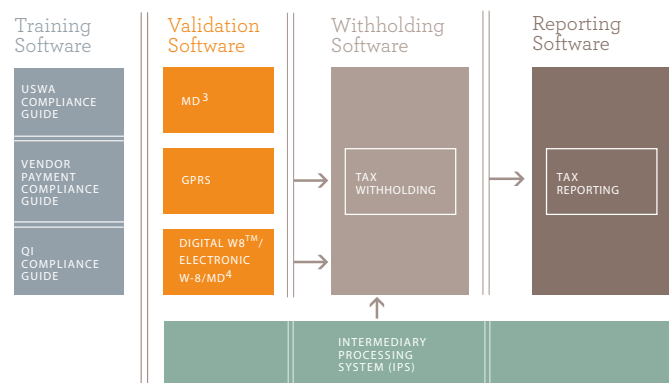 Training
Software
Validation
Software
Withholding
Software
Reporting
Software
USWA
COMPLIANCE
GUIDE
VENDOR
PAYMENT
COMPLIANCE
GUIDE
QI
COMPLIANCE
GUIDE
MD³
GPRS
DIGITAL W8™/
ELECTRONIC
W-8/MD⁴
TAX
WITHHOLDING
TAX
REPORTING
INTERMEDIARY
PROCESSING
SYSTEM (IPS)